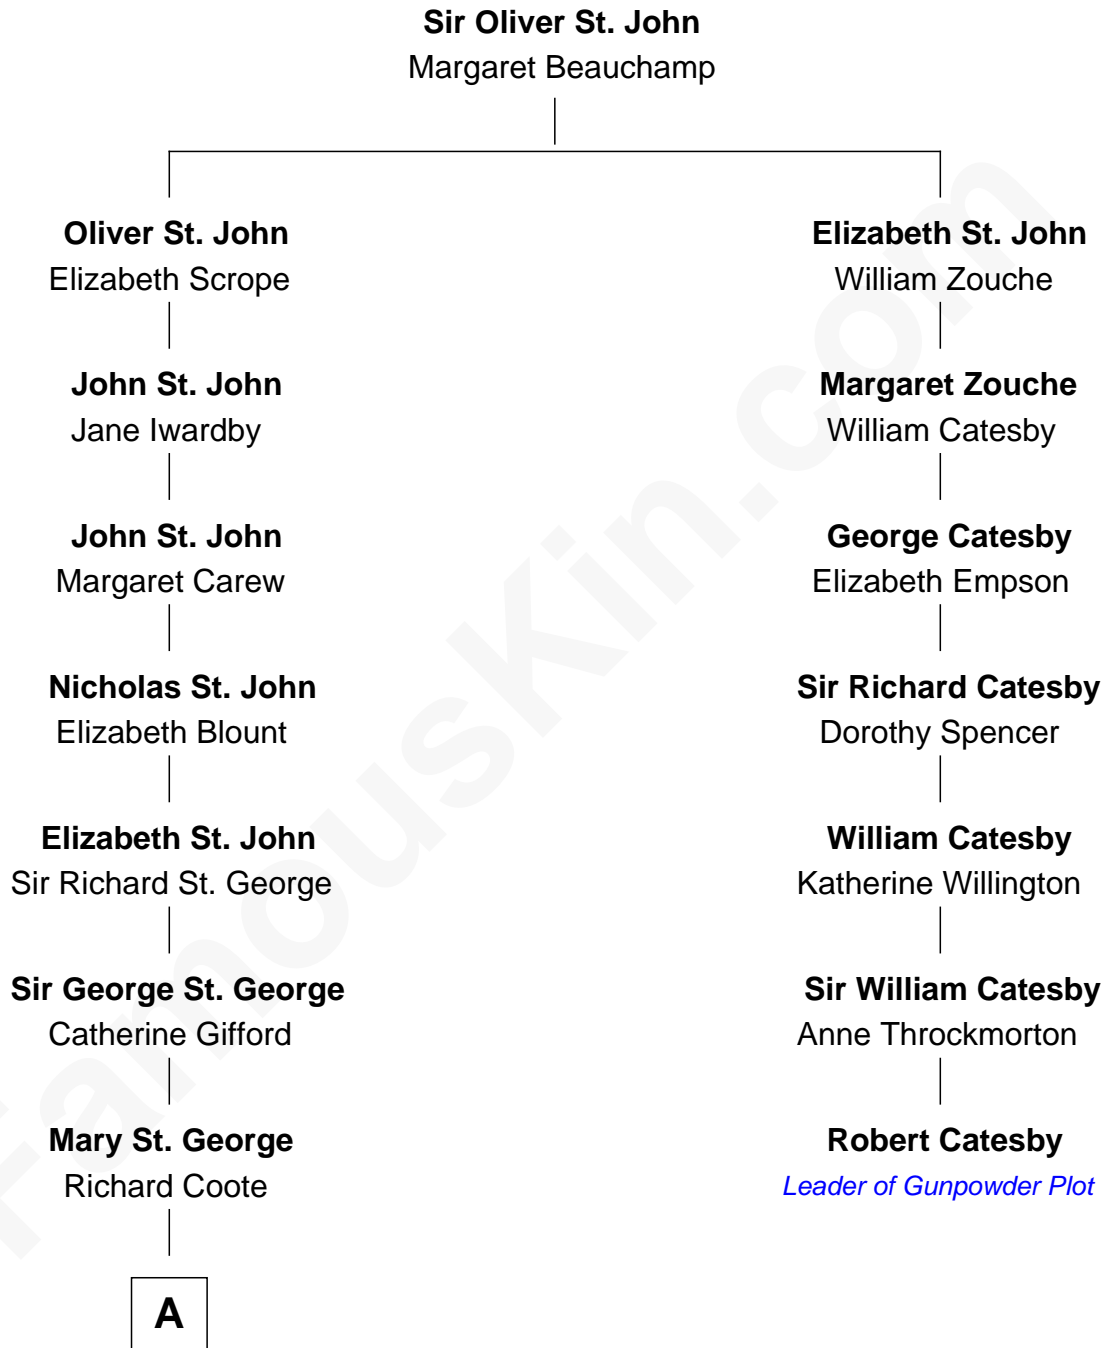 Sir Oliver St. John
Margaret Beauchamp
Oliver St. John
Elizabeth Scrope
Elizabeth St. John
William Zouche
John St. John
Jane Iwardby
Margaret Zouche
William Catesby
John St. John
Margaret Carew
George Catesby
Elizabeth Empson
Nicholas St. John
Elizabeth Blount
Sir Richard Catesby
Dorothy Spencer
Elizabeth St. John
Sir Richard St. George
William Catesby
Katherine Willington
Sir George St. George
Catherine Gifford
Sir William Catesby
Anne Throckmorton
Mary St. George
Richard Coote
Robert Catesby
Leader of Gunpowder Plot
A
FamousKin.com